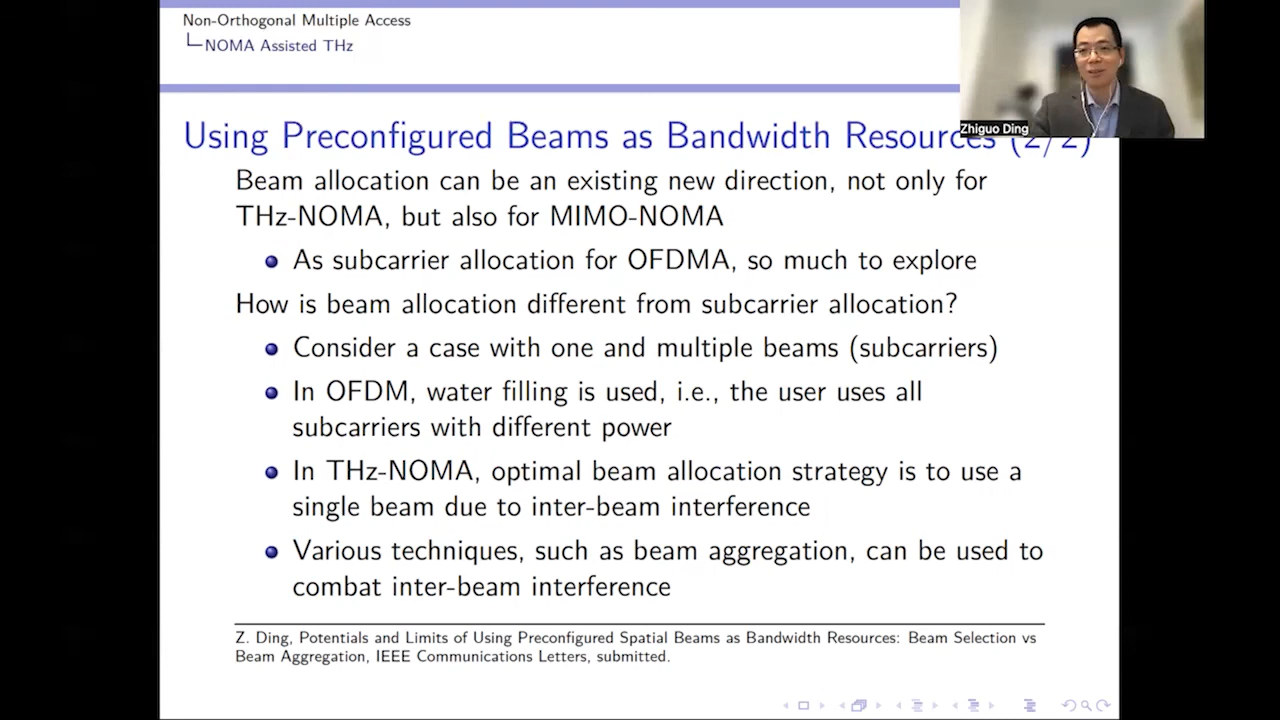 Non-Orthogonal Multiple Access
NOMA Assisted THz
Zhiguo Ding
Using Preconfigured Beams as Bandwidth Resources (2/2)
Beam allocation can be an existing new direction, not only for
THz-NOMA, but also for MIMO-NOMA
As subcarrier allocation for OFDMA, so much to explore
How is beam allocation different from subcarrier allocation?
Consider a case with one and multiple beams (subcarriers)
In OFDM, water filling is used, i.e., the user uses all
subcarriers with different power
In THz-NOMA, optimal beam allocation strategy is to use a
single beam due to inter-beam interference
Various techniques, such as beam aggregation, can be used to
combat inter-beam interference
Z. Ding, Potentials and Limits of Using Preconfigured Spatial Beams as Bandwidth Resources: Beam Selection vs
Beam Aggregation, IEEE Communications Letters, submitted.